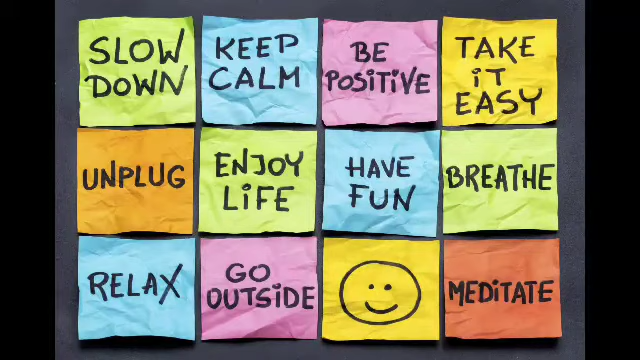 SLOW
DOWN
KEEP
CALM
BE
POSiTiVE
TAKE
iT
EASY
UNPLUG
ENJOY
LiFE
HAVE
FUN
BREATHE
RELAX
GO
OUTSiDE
MEDiTATE